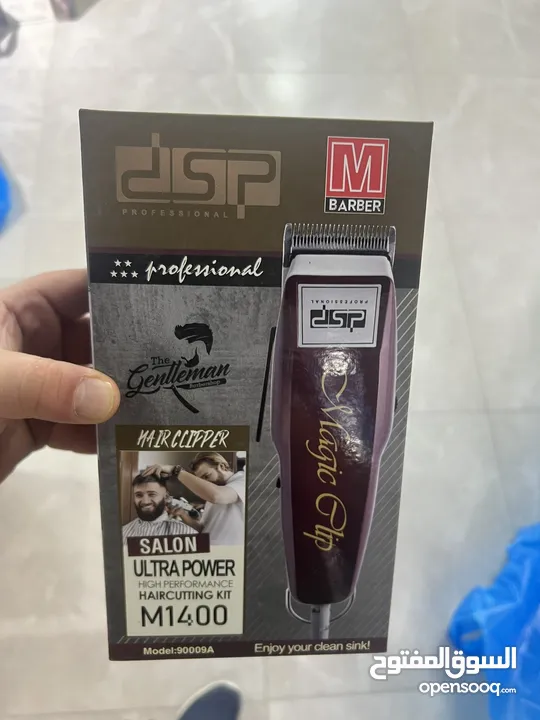 dsp
PROFESSIONAL
M
BARBER
professional
dsp
PROFESSIONAL
The
Gentleman
Barbershop
Magic Clip
HAIR CLIPPER
SALON
ULTRA POWER
HIGH PERFORMANCE
HAIRCUTTING KIT
M1400
Model:90009A
Enjoy your clean sink!
السوق المفتوح
opensooq.com